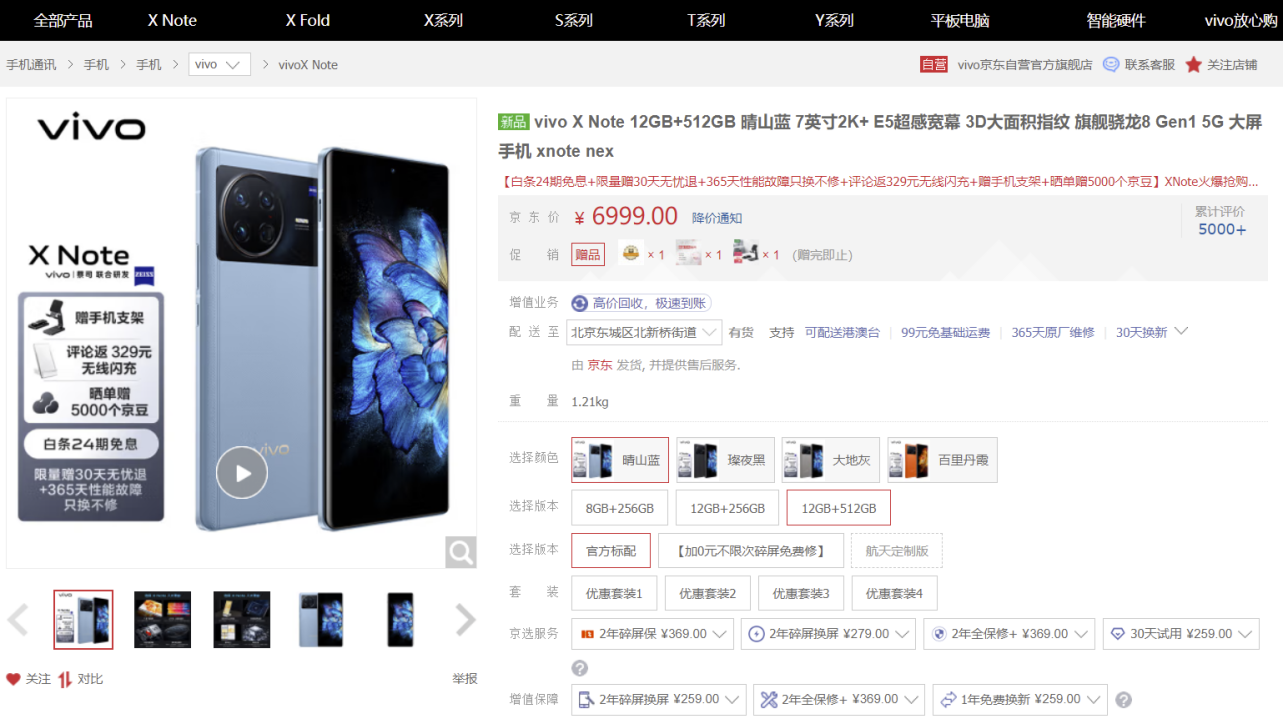 全部产品 X Note X Fold X系列 S系列 T系列 Y系列 平板电脑 智能硬件 vivo放心购
手机通讯 > 手机 > 手机 > vivo > vivoX Note
自营 vivo京东自营官方旗舰店 联系客服 关注店铺
vivo
X Note
vivo | 蔡司 联合研发 ZEISS
赠手机支架
评论返 329元
无线闪充
晒单赠
5000个京豆
白条24期免息
限量赠30天无忧退
+365天性能故障
只换不修
vivo
关注 对比 举报
新品 vivo X Note 12GB+512GB 晴山蓝 7英寸2K+ E5超感宽幕 3D大面积指纹 旗舰骁龙8 Gen1 5G 大屏
手机 xnote nex
【白条24期免息+限量赠30天无忧退+365天性能故障只换不修+评论返329元无线闪充+赠手机支架+晒单赠5000个京豆】XNote火爆抢购...
京东价 ¥ 6999.00 降价通知
累计评价
5000+
促销 赠品 × 1 × 1 × 1 (赠完即止)
增值业务 高价回收，极速到账
配送至 北京东城区北新桥街道 有货 支持 可配送港澳台 | 99元免基础运费 | 365天原厂维修 | 30天换新
由 京东 发货, 并提供售后服务.
重量 1.21kg
选择颜色 晴山蓝 璨夜黑 大地灰 百里丹霞
选择版本 8GB+256GB 12GB+256GB 12GB+512GB
选择版本 官方标配 【加0元不限次碎屏免费修】 航天定制版
套装 优惠套装1 优惠套装2 优惠套装3 优惠套装4
京选服务 2年碎屏保 ¥369.00 2年碎屏换屏 ¥279.00 2年全保修+ ¥369.00 30天试用 ¥259.00
?
增值保障 2年碎屏换屏 ¥259.00 2年全保修+ ¥369.00 1年免费换新 ¥259.00 ?